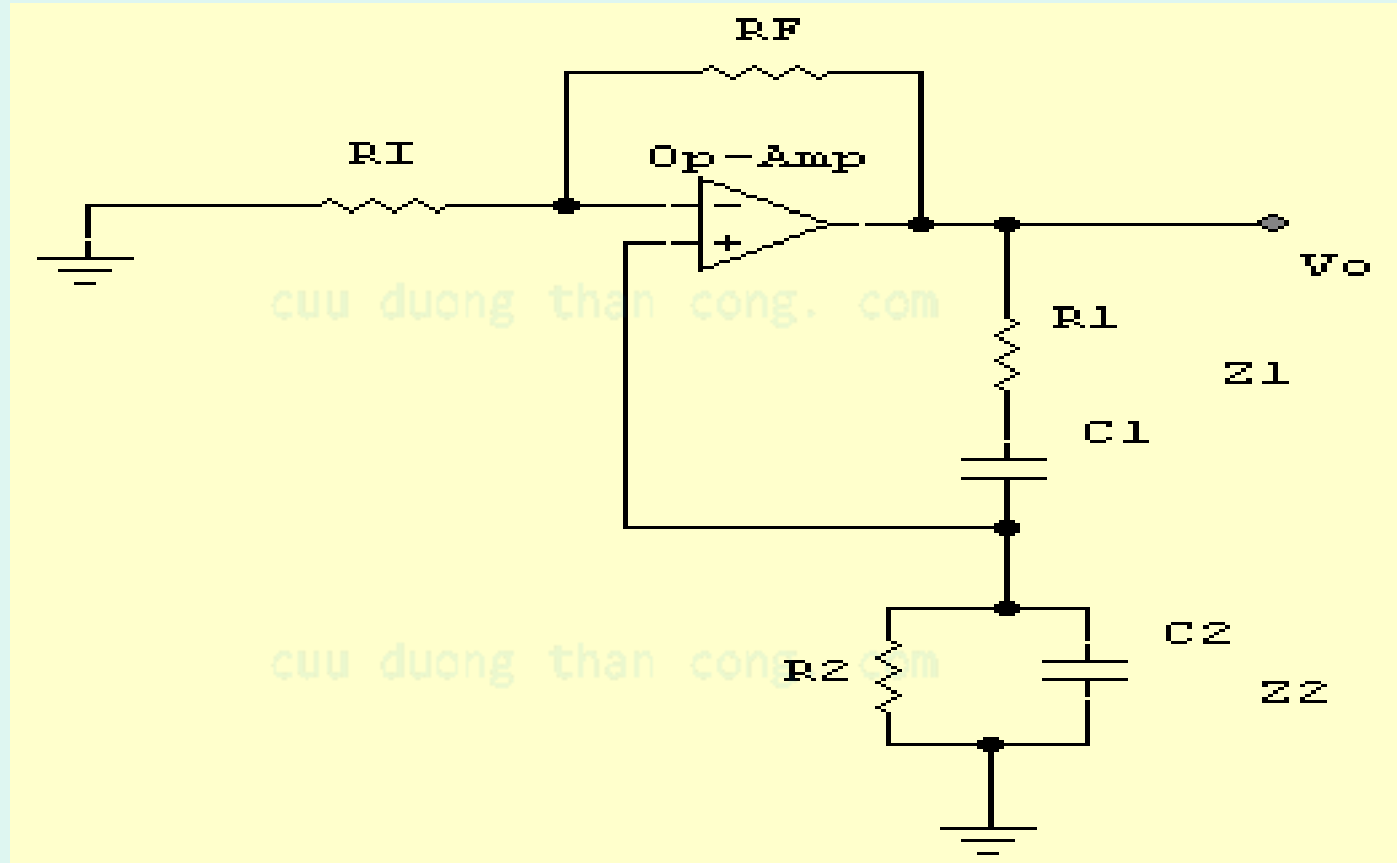 RF
RI
Op-Amp
-
+
Vo
cuu duong than cong. com
R1
Z1
C1
C2
cuu duong than cong. com
R2
Z2